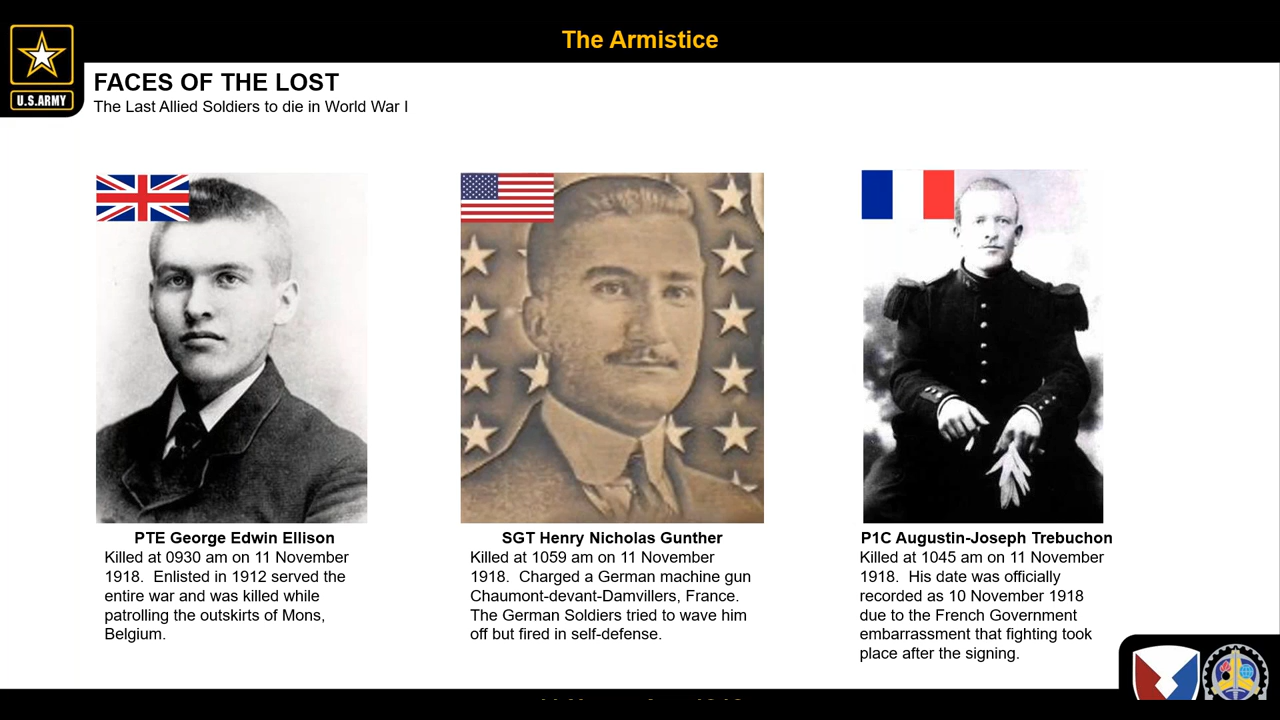 The Armistice
U.S.ARMY
FACES OF THE LOST
The Last Allied Soldiers to die in World War I
PTE George Edwin Ellison
Killed at 0930 am on 11 November
1918.  Enlisted in 1912 served the
entire war and was killed while
patrolling the outskirts of Mons,
Belgium.
SGT Henry Nicholas Gunther
Killed at 1059 am on 11 November
1918.  Charged a German machine gun
Chaumont-devant-Damvillers, France.
The German Soldiers tried to wave him
off but fired in self-defense.
P1C Augustin-Joseph Trebuchon
Killed at 1045 am on 11 November
1918.  His date was officially
recorded as 10 November 1918
due to the French Government
embarrassment that fighting took
place after the signing.